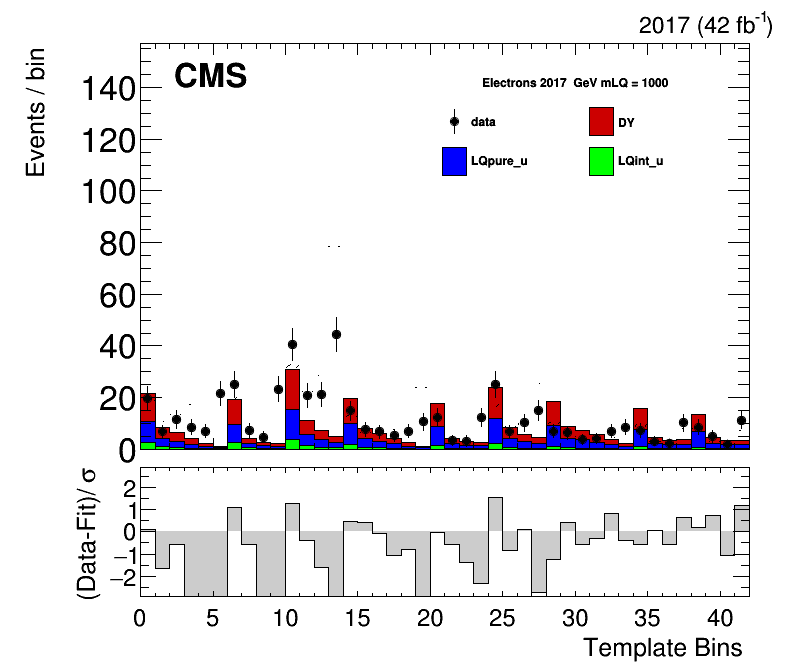 2017 (42 fb-1)
CMS
Electrons 2017 GeV mLQ = 1000
data
DY
LQpure_u
LQint_u
Events / bin
140
120
100
80
60
40
20
0
(Data-Fit)/ σ
2
1
0
−1
−2
0 5 10 15 20 25 30 35 40
Template Bins